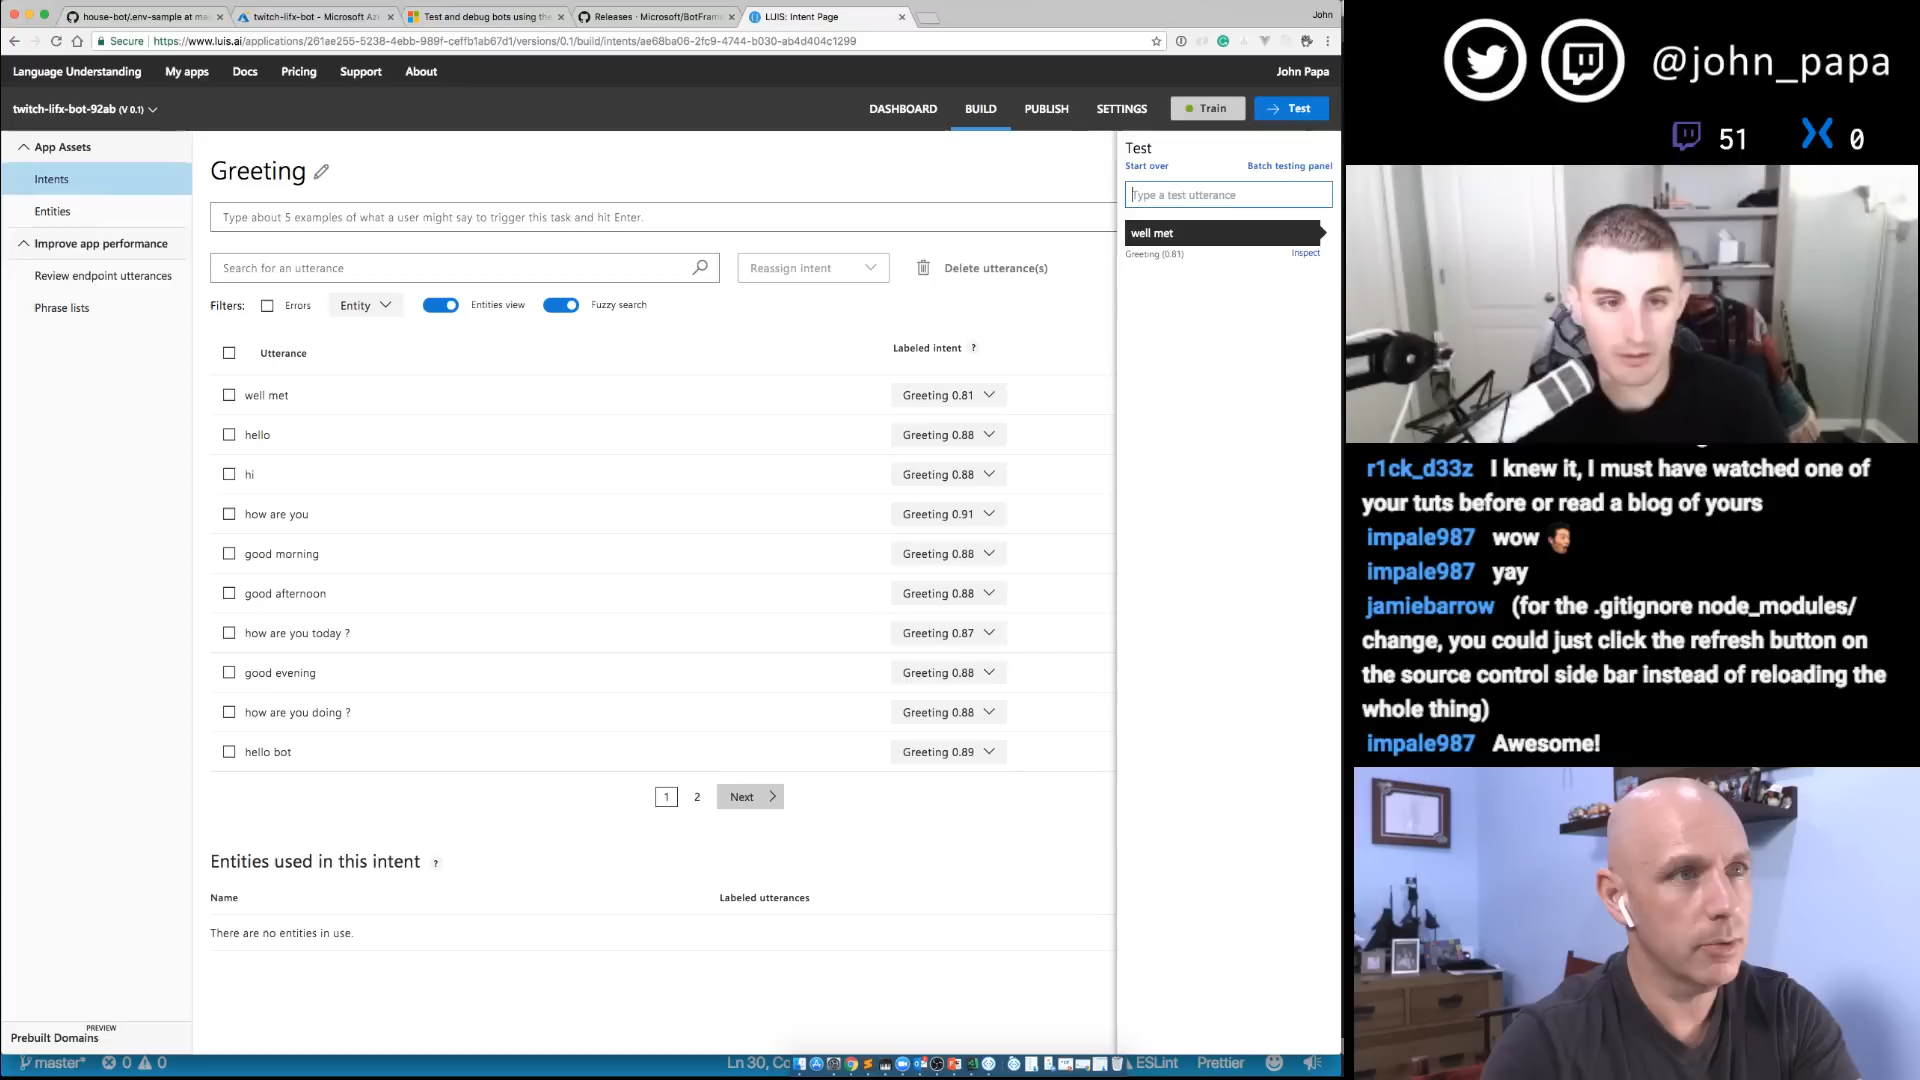 house-bot/.env-sample at ma
twitch-lifx-bot - Microsoft Az
Test and debug bots using the
Releases · Microsoft/BotFram
LUIS: Intent Page
John
Secure
https://www.luis.ai/applications/261ae255-5238-4ebb-989f-ceffb1ab67d1/versions/0.1/build/intents/ae68ba06-2fc9-4744-b030-ab4d404c1299
Language Understanding
My apps
Docs
Pricing
Support
About
John Papa
twitch-lifx-bot-92ab (V 0.1)
DASHBOARD
BUILD
PUBLISH
SETTINGS
Train
Test
App Assets
Intents
Entities
Improve app performance
Review endpoint utterances
Phrase lists
PREVIEW
Prebuilt Domains
Greeting
Type about 5 examples of what a user might say to trigger this task and hit Enter.
Search for an utterance
Reassign intent
Delete utterance(s)
Filters:
Errors
Entity
Entities view
Fuzzy search
Utterance
Labeled intent ?
well met
Greeting 0.81
hello
Greeting 0.88
hi
Greeting 0.88
how are you
Greeting 0.91
good morning
Greeting 0.88
good afternoon
Greeting 0.88
how are you today ?
Greeting 0.87
good evening
Greeting 0.88
how are you doing ?
Greeting 0.88
hello bot
Greeting 0.89
1
2
Next
Entities used in this intent ?
Name
Labeled utterances
There are no entities in use.
Test
Start over
Batch testing panel
Type a test utterance
well met
Greeting (0.81)
Inspect
master*
0
0
Ln 30, Co
ESLint
Prettier
@john_papa
51
0
r1ck_d33z I knew it, I must have watched one of
your tuts before or read a blog of yours
impale987 wow
impale987 yay
jamiebarrow (for the .gitignore node_modules/
change, you could just click the refresh button on
the source control side bar instead of reloading the
whole thing)
impale987 Awesome!